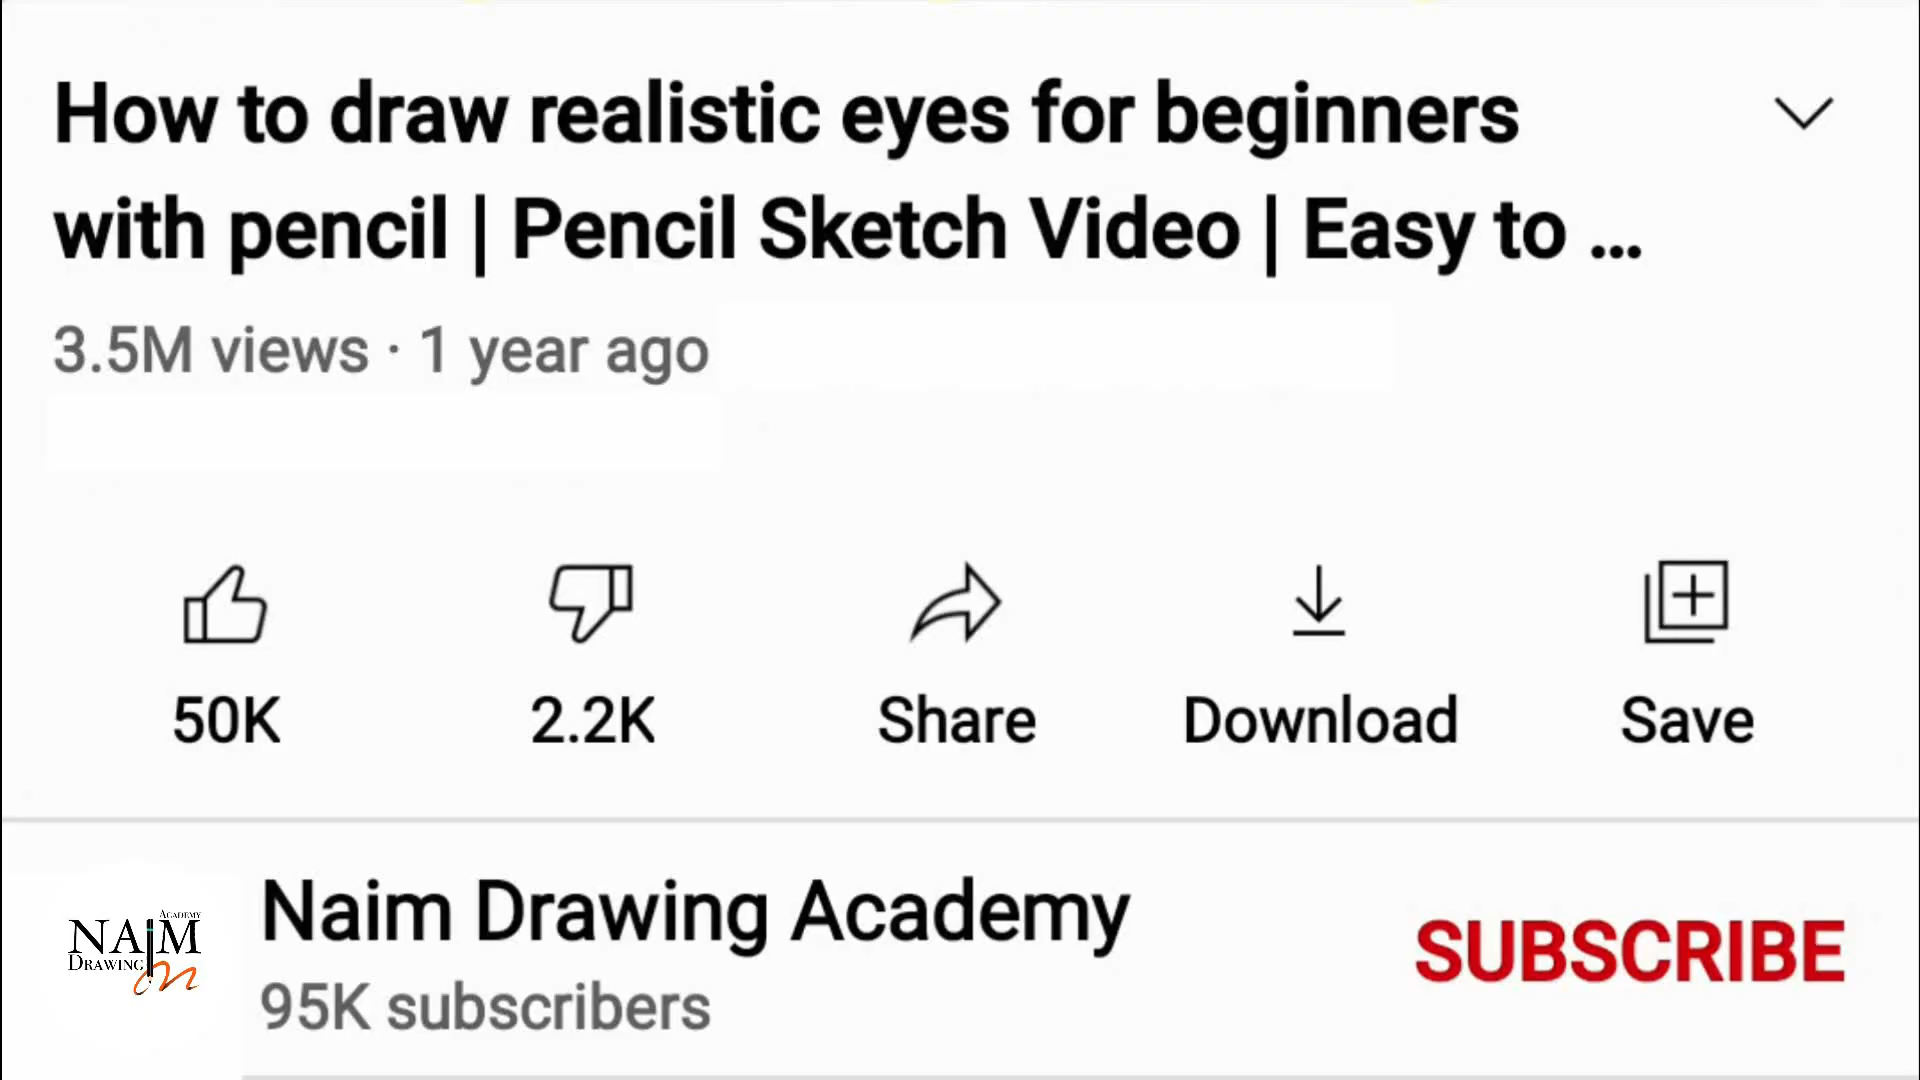 How to draw realistic eyes for beginners
with pencil | Pencil Sketch Video | Easy to ...
3.5M views · 1 year ago
50K
2.2K
Share
Download
Save
Naim Drawing Academy
SUBSCRIBE
95K subscribers
ACADEMY
NAIM
DRAWING